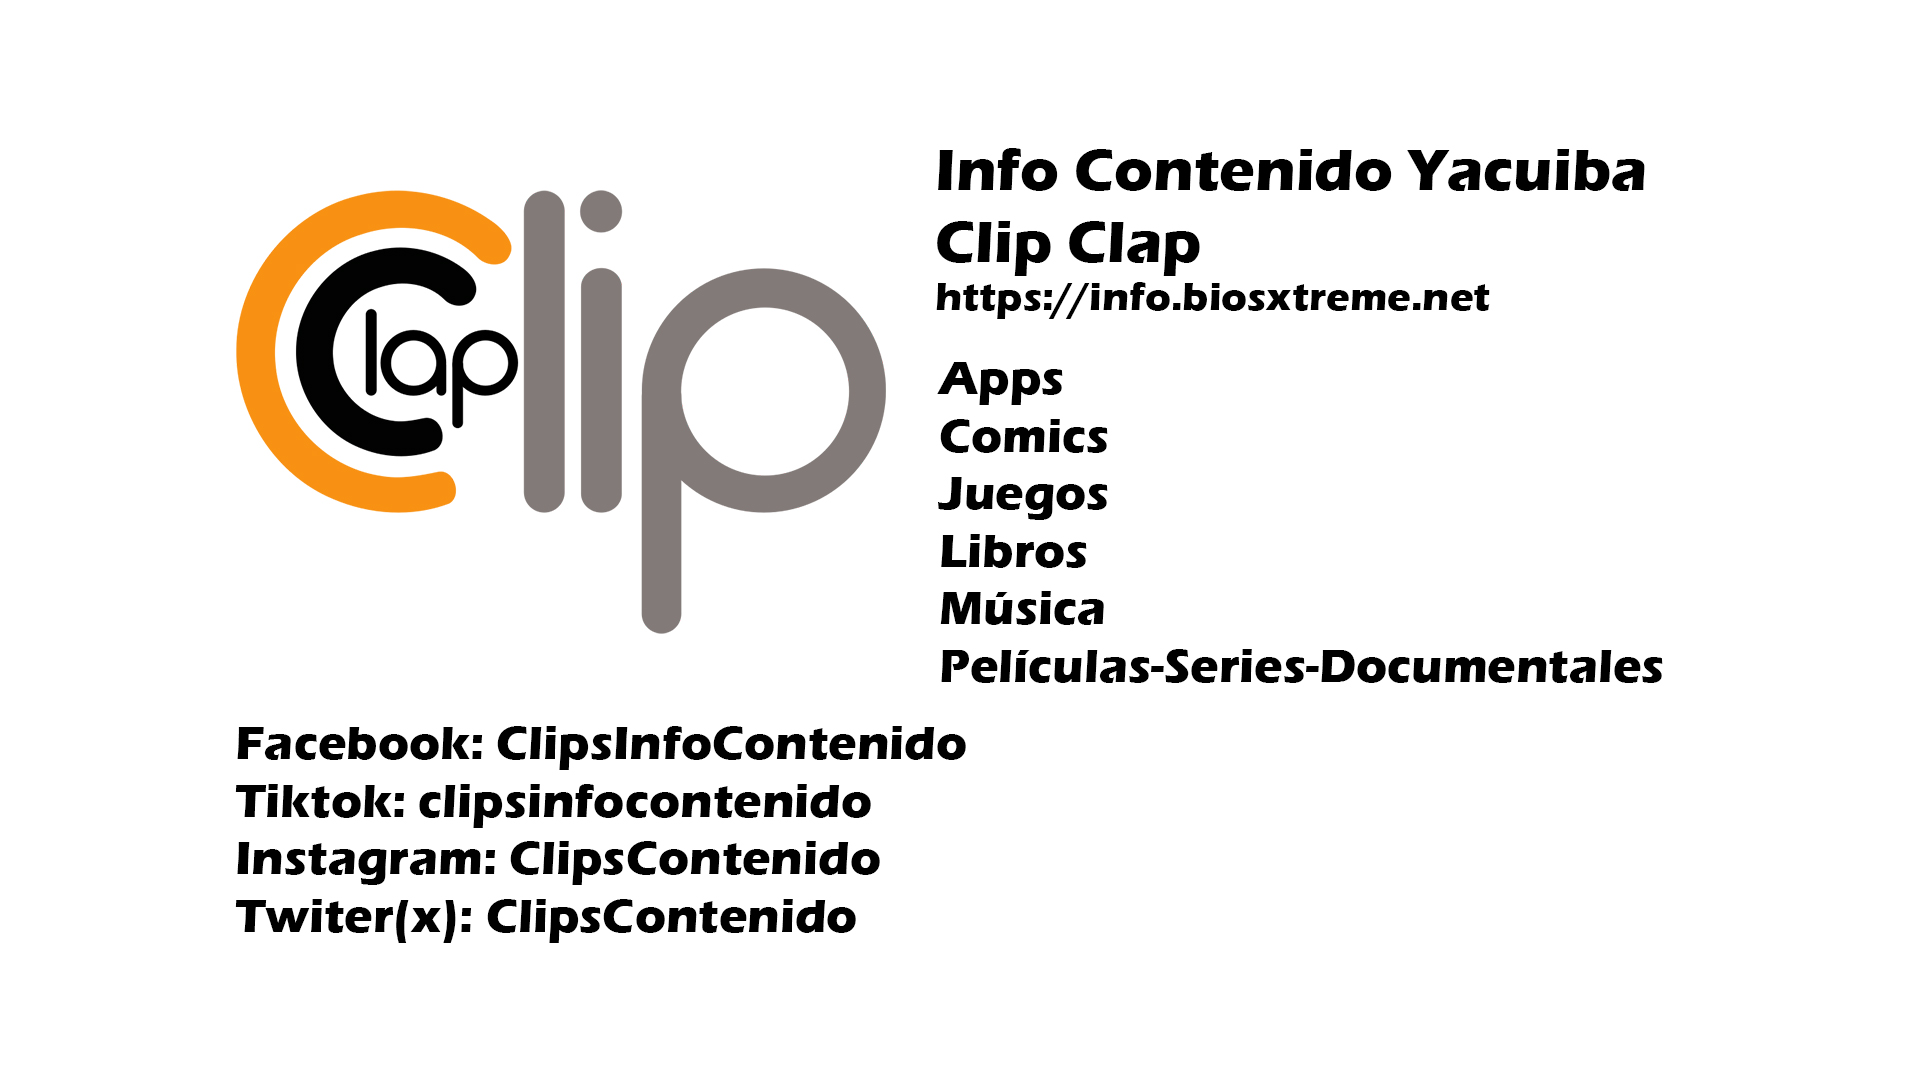 Clip
Clap
Info Contenido Yacuiba
Clip Clap
https://info.biosxtreme.net
Apps
Comics
Juegos
Libros
Música
Películas-Series-Documentales
Facebook: ClipsInfoContenido
Tiktok: clipsinfocontenido
Instagram: ClipsContenido
Twiter(x): ClipsContenido